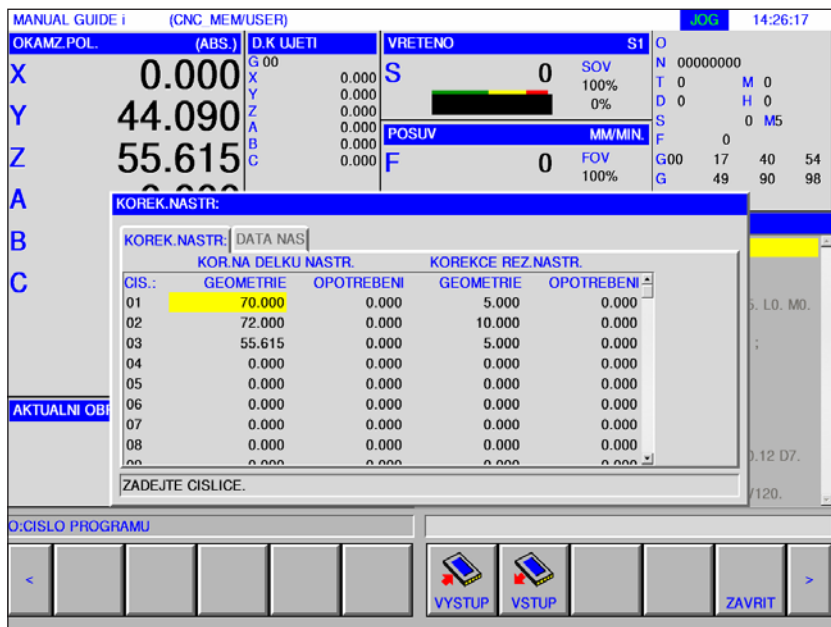 MANUAL GUIDE i (CNC_MEM/USER) JOG 14:26:17
OKAMZ.POL. (ABS.) D.K UJETI VRETENO S1 O
G 00 N 00000000
X 0.000 X 0.000 S 0 SOV 100% T 0 M 0
Y 0.000 0% D 0 H 0
Y 44.090 Z 0.000 S 0 M5
A 0.000 POSUV MM/MIN. F 0
Z 55.615 B 0.000 F 0 FOV G00 17 40 54
C 0.000 100% G 49 90 98
A
KOREK.NASTR:
B KOREK.NASTR: DATA NAS
KOR.NA DELKU NASTR. KOREKCE REZ.NASTR.
C CIS.: GEOMETRIE OPOTREBENI GEOMETRIE OPOTREBENI
01 70.000 0.000 5.000 0.000 L0. M0.
02 72.000 0.000 10.000 0.000
03 55.615 0.000 5.000 0.000 ;
04 0.000 0.000 0.000 0.000
05 0.000 0.000 0.000 0.000
AKTUALNI 06 0.000 0.000 0.000 0.000
07 0.000 0.000 0.000 0.000
08 0.000 0.000 0.000 0.000 D7.
ZADEJTE CISLICE.
O:CISLO PROGRAMU
< VYSTUP VSTUP ZAVRIT >